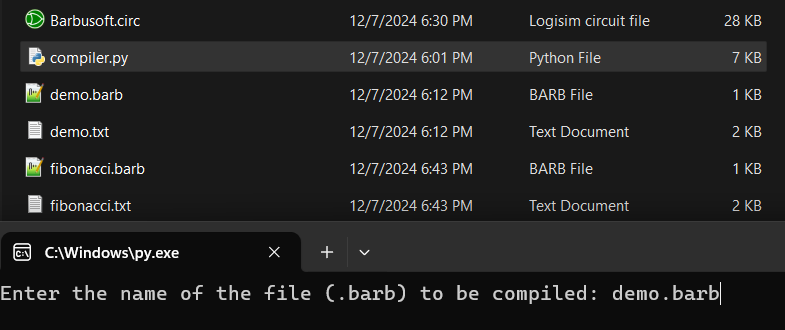 Barbusoft.circ 12/7/2024 6:30 PM Logisim circuit file 28 KB
compiler.py 12/7/2024 6:01 PM Python File 7 KB
demo.barb 12/7/2024 6:12 PM BARB File 1 KB
demo.txt 12/7/2024 6:12 PM Text Document 2 KB
fibonacci.barb 12/7/2024 6:43 PM BARB File 1 KB
fibonacci.txt 12/7/2024 6:43 PM Text Document 2 KB
C:\Windows\py.exe
Enter the name of the file (.barb) to be compiled: demo.barb